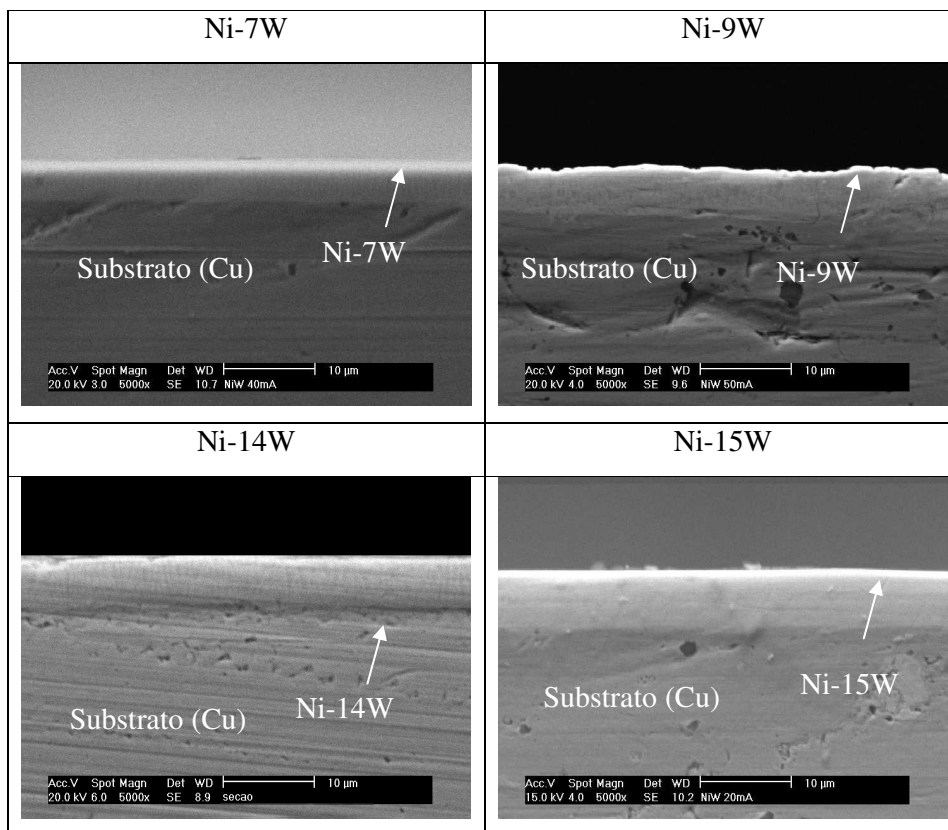 Ni-7W
Ni-9W
Ni-7W
Substrato (Cu)
Acc.V Spot Magn Det WD 10 µm
20.0 kV 3.0 5000x SE 10.7 NiW 40mA
Ni-9W
Substrato (Cu)
Acc.V Spot Magn Det WD 10 µm
20.0 kV 4.0 5000x SE 9.6 NiW 50mA
Ni-14W
Ni-15W
Ni-14W
Substrato (Cu)
Acc.V Spot Magn Det WD 10 µm
20.0 kV 6.0 5000x SE 8.9 secao
Ni-15W
Substrato (Cu)
Acc.V Spot Magn Det WD 10 µm
15.0 kV 4.0 5000x SE 10.2 NiW 20mA